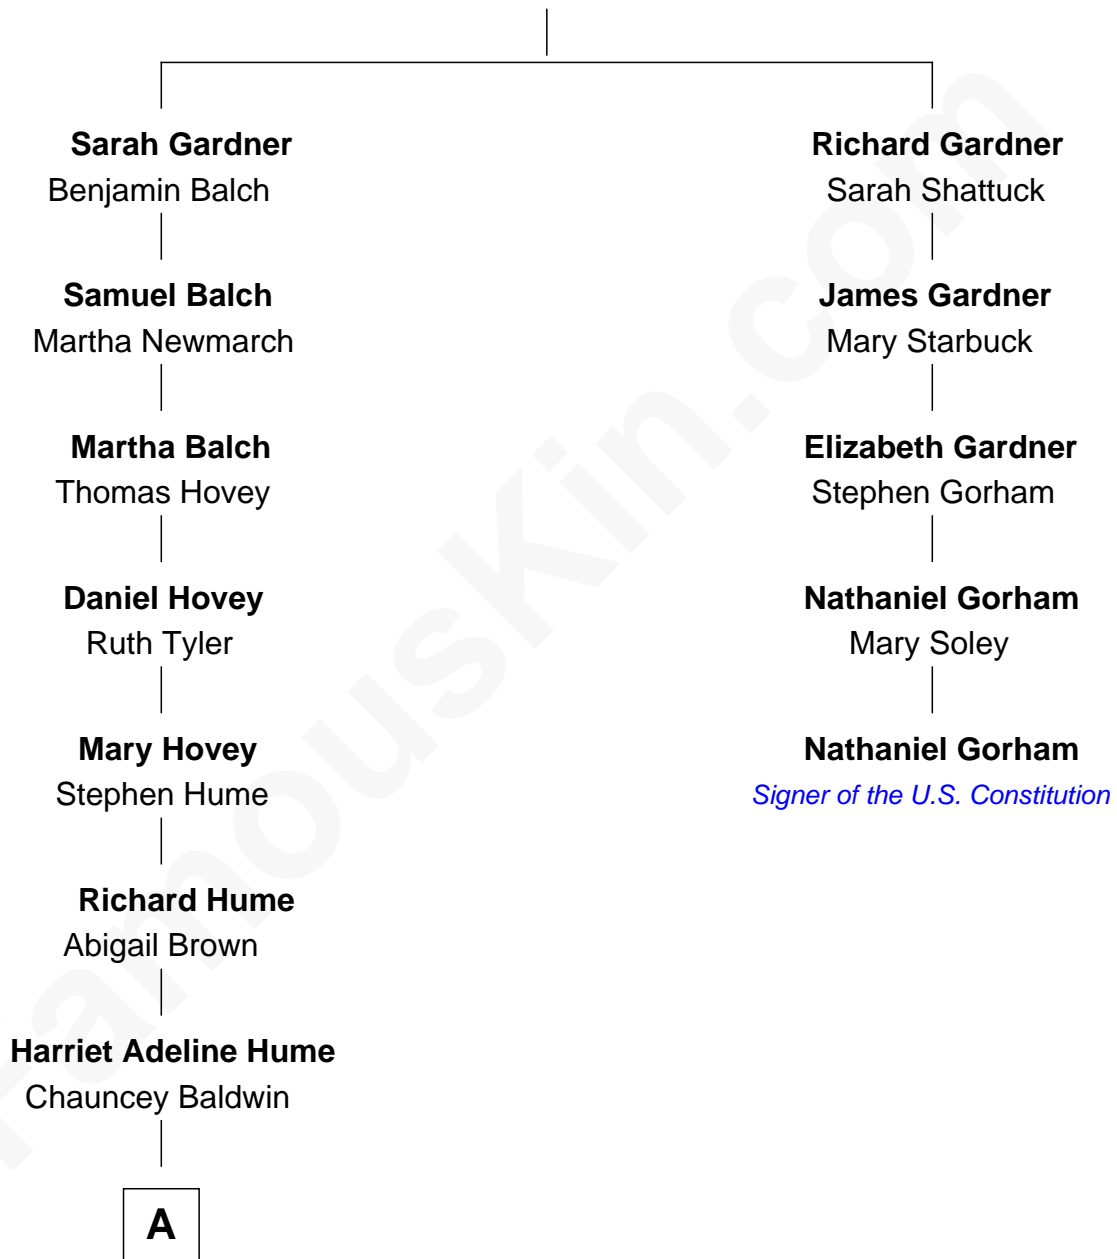 Sarah Gardner
Benjamin Balch
Samuel Balch
Martha Newmarch
Martha Balch
Thomas Hovey
Daniel Hovey
Ruth Tyler
Mary Hovey
Stephen Hume
Richard Hume
Abigail Brown
Harriet Adeline Hume
Chauncey Baldwin
A
Richard Gardner
Sarah Shattuck
James Gardner
Mary Starbuck
Elizabeth Gardner
Stephen Gorham
Nathaniel Gorham
Mary Soley
Nathaniel Gorham
Signer of the U.S. Constitution
FamousKin.com